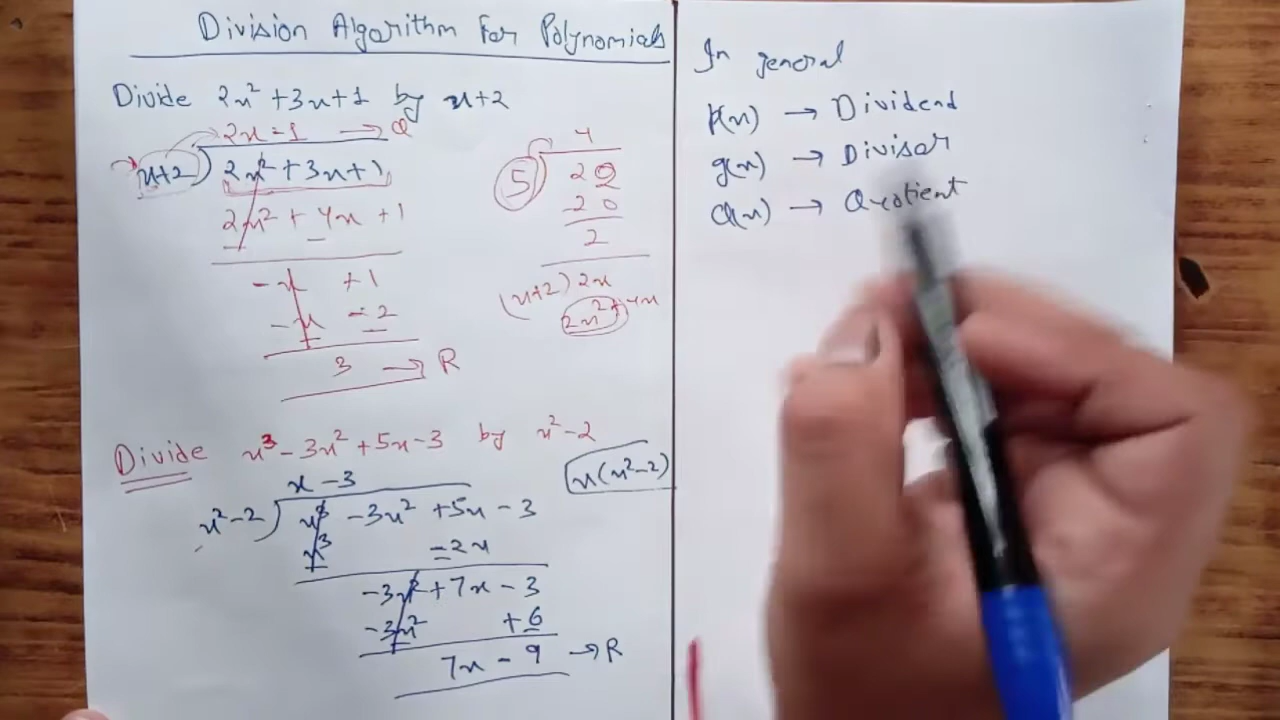 Division Algorithm For Polynomials
Divide 2x² + 3x + 1 by x + 2
2x - 1 → Q
x+2 ) 2x² + 3x + 1
2x² + 4x + 1
-x + 1
-x - 2
3 → R
4
5 ) 22
20
2
(x+2) 2x
2x² + 4x
Divide x³ - 3x² + 5x - 3 by x² - 2
x(x² - 2)
x - 3
x² - 2 ) x³ - 3x² + 5x - 3
x³ - 2x
-3x² + 7x - 3
-3x² + 6
7x - 9 → R
In general
p(x) → Dividend
g(x) → Divisor
Q(x) → Quotient